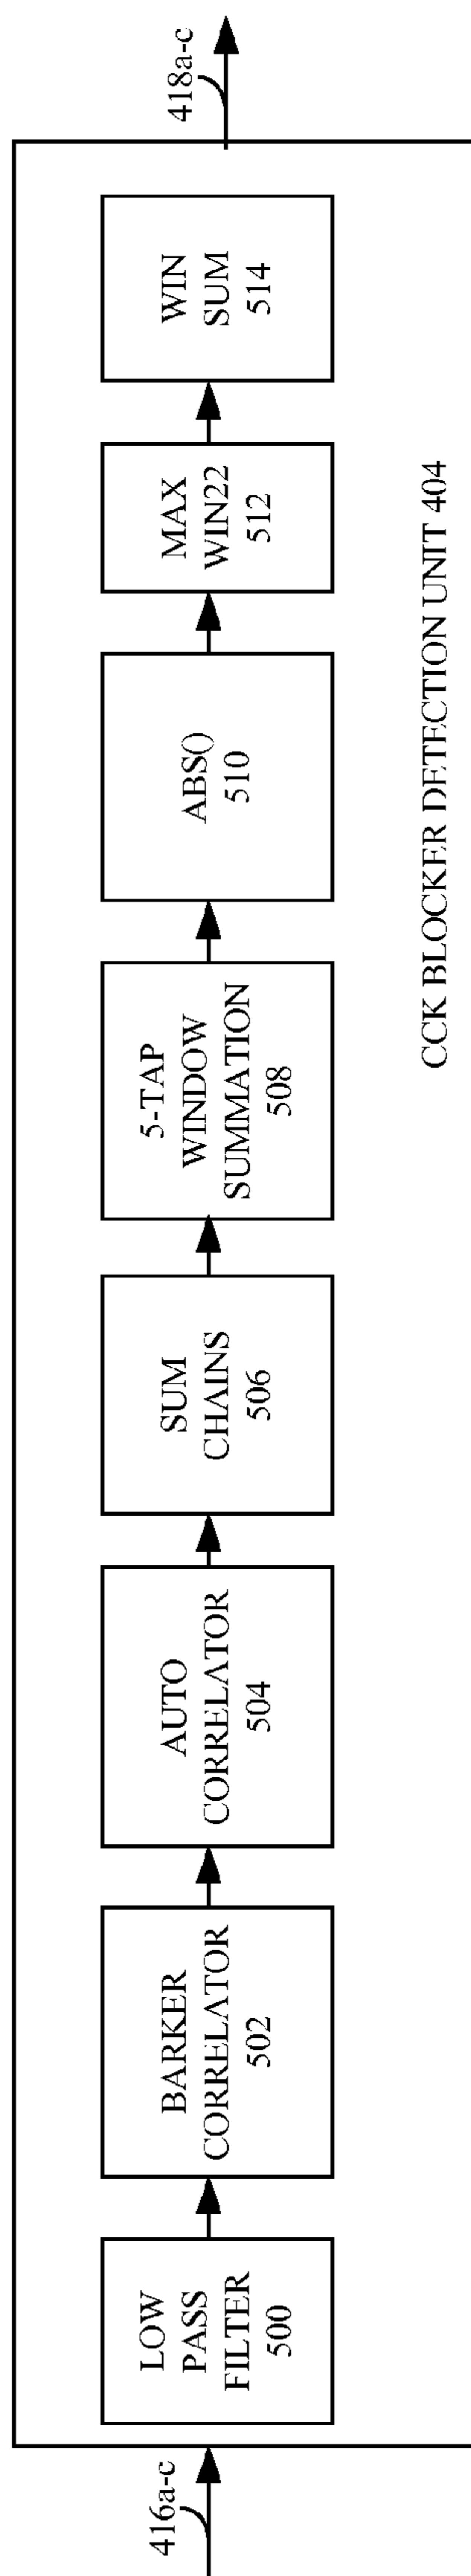 416a-c
LOW
PASS
FILTER
500
BARKER
CORRELATOR
502
AUTO
CORRELATOR
504
SUM
CHAINS
506
5-TAP
WINDOW
SUMMATION
508
ABS()
510
MAX
WIN22
512
WIN
SUM
514
418a-c
CCK BLOCKER DETECTION UNIT 404